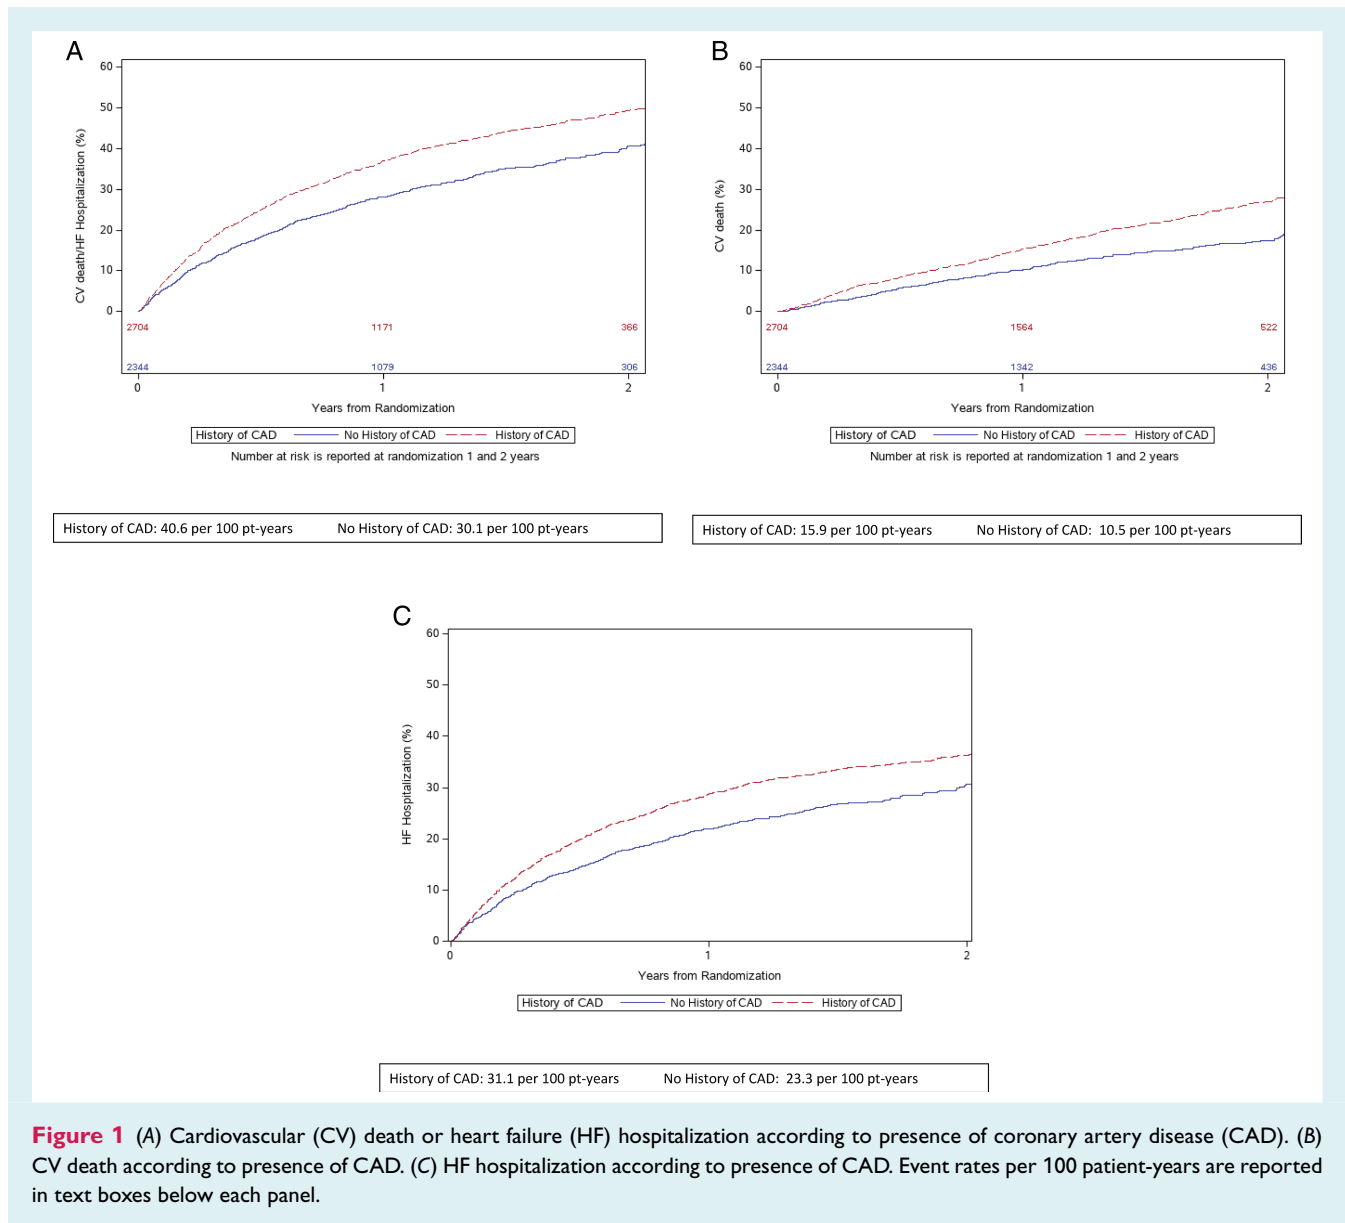 A
60
50
40
30
20
10
0
CV death/HF Hospitalization (%)
2704 1171 366
2344 1079 306
0 1 2
Years from Randomization
History of CAD No History of CAD History of CAD
Number at risk is reported at randomization 1 and 2 years
History of CAD: 40.6 per 100 pt-years No History of CAD: 30.1 per 100 pt-years
B
60
50
40
30
20
10
0
CV death (%)
2704 1564 522
2344 1342 436
0 1 2
Years from Randomization
History of CAD No History of CAD History of CAD
Number at risk is reported at randomization 1 and 2 years
History of CAD: 15.9 per 100 pt-years No History of CAD: 10.5 per 100 pt-years
C
60
50
40
30
20
10
0
HF Hospitalization (%)
0 1 2
Years from Randomization
History of CAD No History of CAD History of CAD
History of CAD: 31.1 per 100 pt-years No History of CAD: 23.3 per 100 pt-years
Figure 1 (A) Cardiovascular (CV) death or heart failure (HF) hospitalization according to presence of coronary artery disease (CAD). (B)
CV death according to presence of CAD. (C) HF hospitalization according to presence of CAD. Event rates per 100 patient-years are reported
in text boxes below each panel.